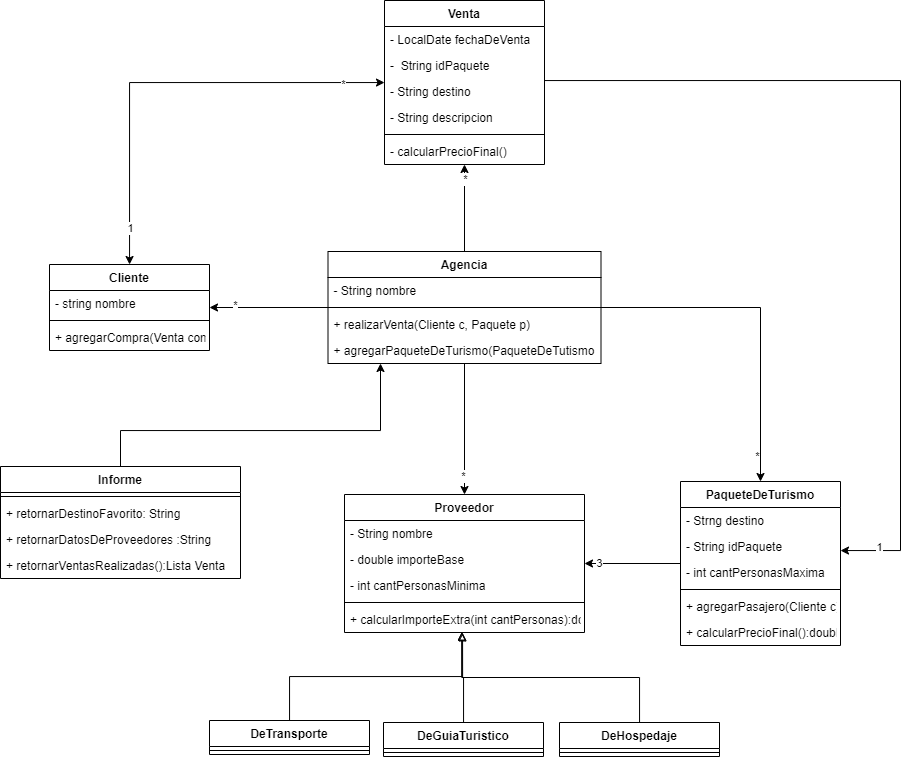 Venta
- LocalDate fechaDeVenta
- String idPaquete
- String destino
- String descripcion
- calcularPrecioFinal()
*
1
*
Cliente
- string nombre
+ agregarCompra(Venta con
Agencia
- String nombre
+ realizarVenta(Cliente c, Paquete p)
+ agregarPaqueteDeTurismo(PaqueteDeTutismo
*
*
*
1
3
Informe
+ retornarDestinoFavorito: String
+ retornarDatosDeProveedores :String
+ retornarVentasRealizadas():Lista Venta
Proveedor
- String nombre
- double importeBase
- int cantPersonasMinima
+ calcularImporteExtra(int cantPersonas):do
PaqueteDeTurismo
- Strng destino
- String idPaquete
- int cantPersonasMaxima
+ agregarPasajero(Cliente c
+ calcularPrecioFinal():doubl
DeTransporte
DeGuiaTuristico
DeHospedaje